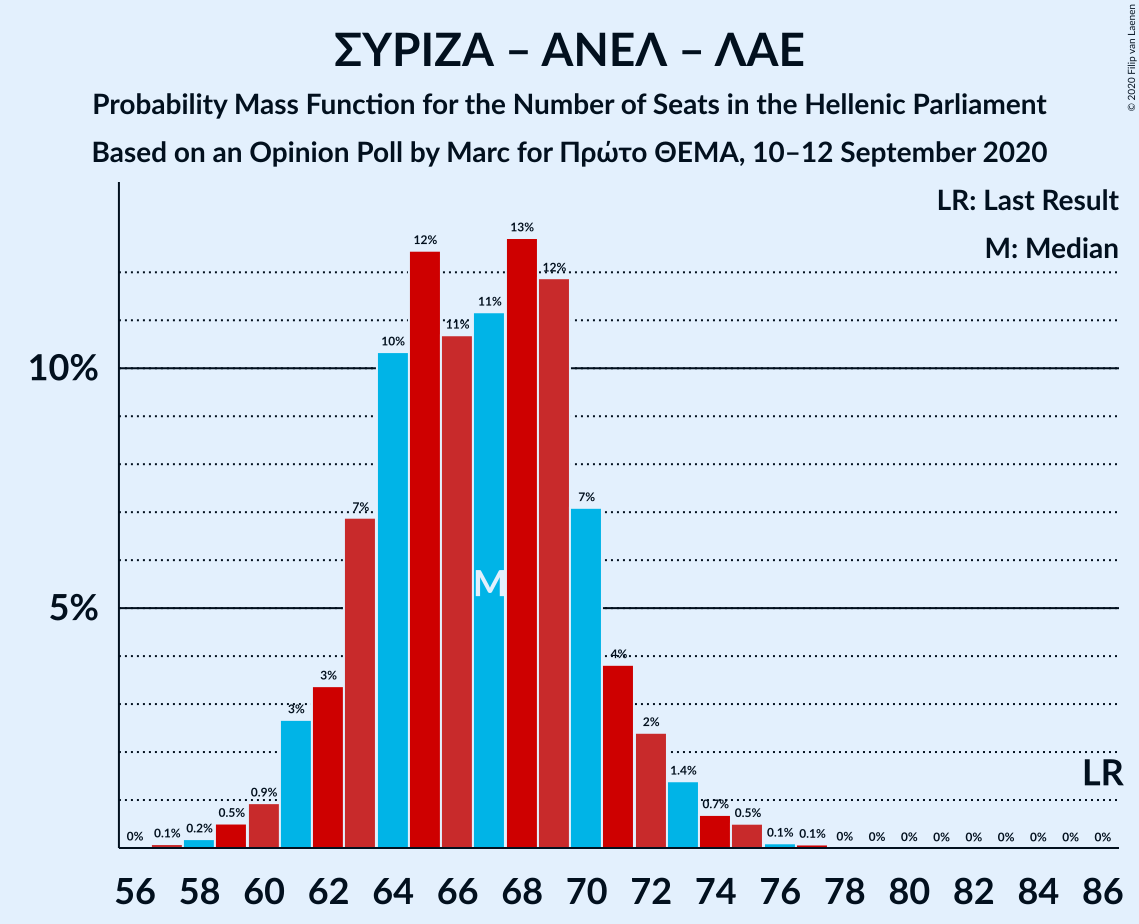 ΣΥΡΙΖΑ – ΑΝΕΛ – ΛΑΕ
Probability Mass Function for the Number of Seats in the Hellenic Parliament
Based on an Opinion Poll by Marc for Πρώτο ΘΕΜΑ, 10–12 September 2020
© 2020 Filip van Laenen
LR: Last Result
M: Median
10%
5%
0% 0.1% 0.2% 0.5% 0.9% 3% 3% 7% 10% 12% 11% 11% 13% 12% 7% 4% 2% 1.4% 0.7% 0.5% 0.1% 0.1% 0% 0% 0% 0% 0% 0% 0% 0% 0%
M
LR
56 58 60 62 64 66 68 70 72 74 76 78 80 82 84 86